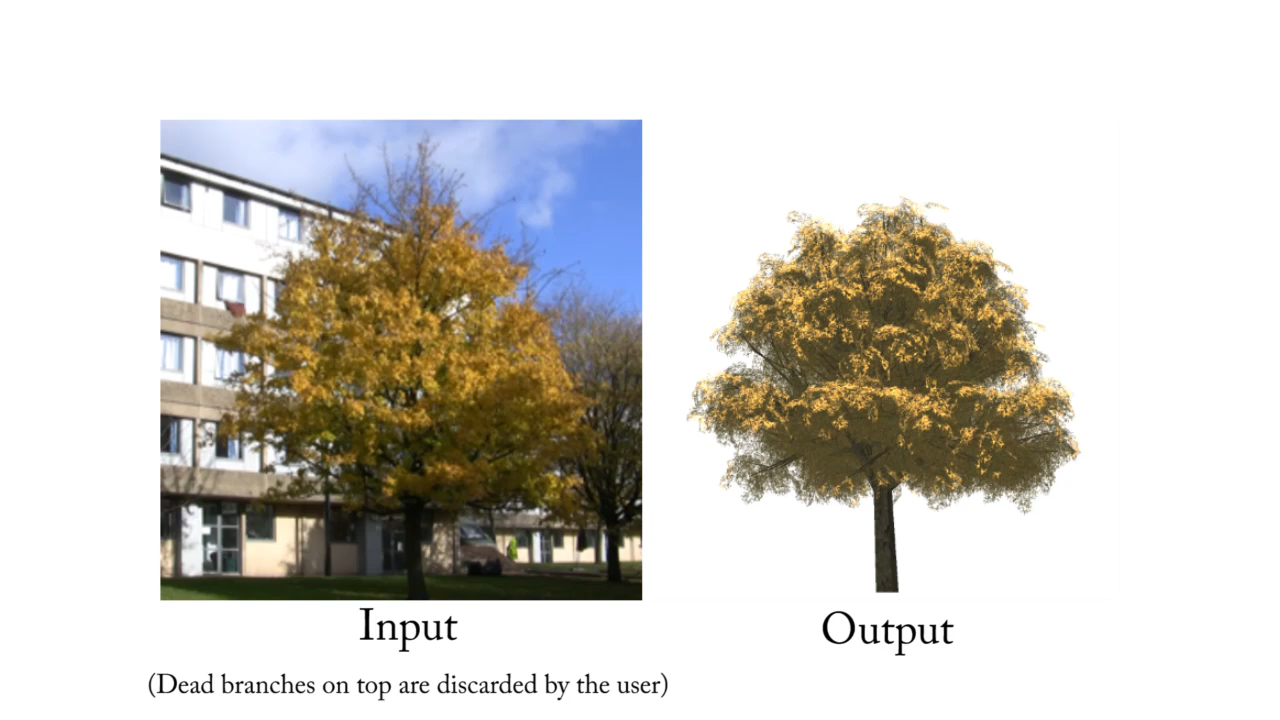 Input
Output
(Dead branches on top are discarded by the user)